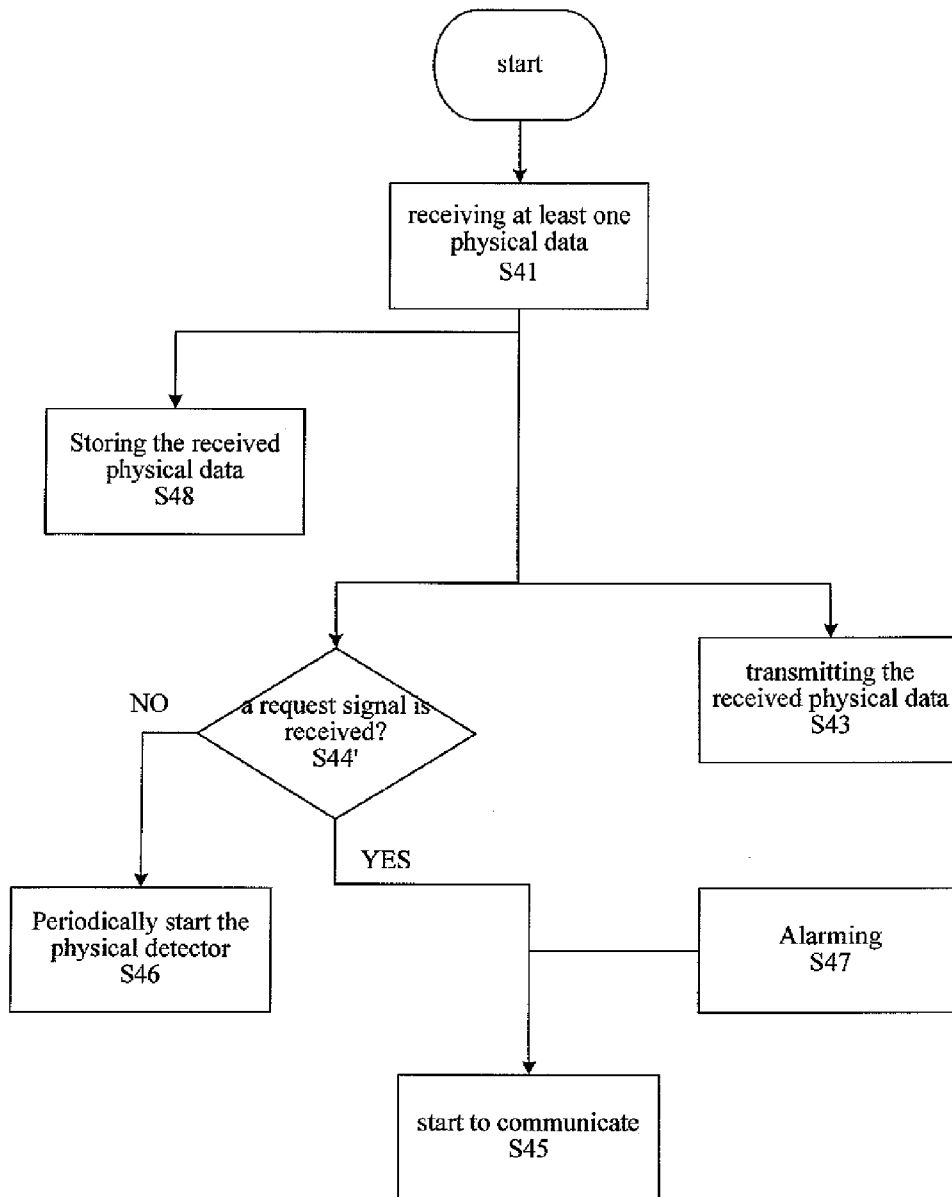 start
receiving at least one
physical data
S41
Storing the received
physical data
S48
a request signal is
received?
S44'
NO
transmitting the
received physical data
S43
YES
Periodically start the
physical detector
S46
Alarming
S47
start to communicate
S45